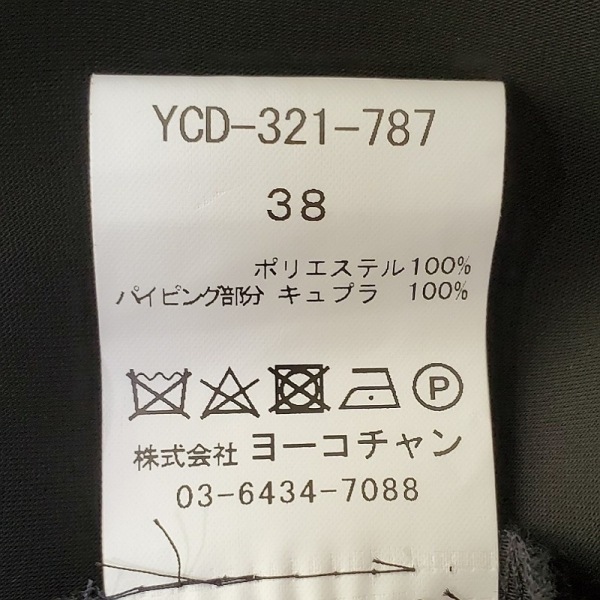 YCD-321-787
38
ポリエステル100%
パイピング部分 キュプラ 100%
P
株式会社 ヨーコチャン
03-6434-7088